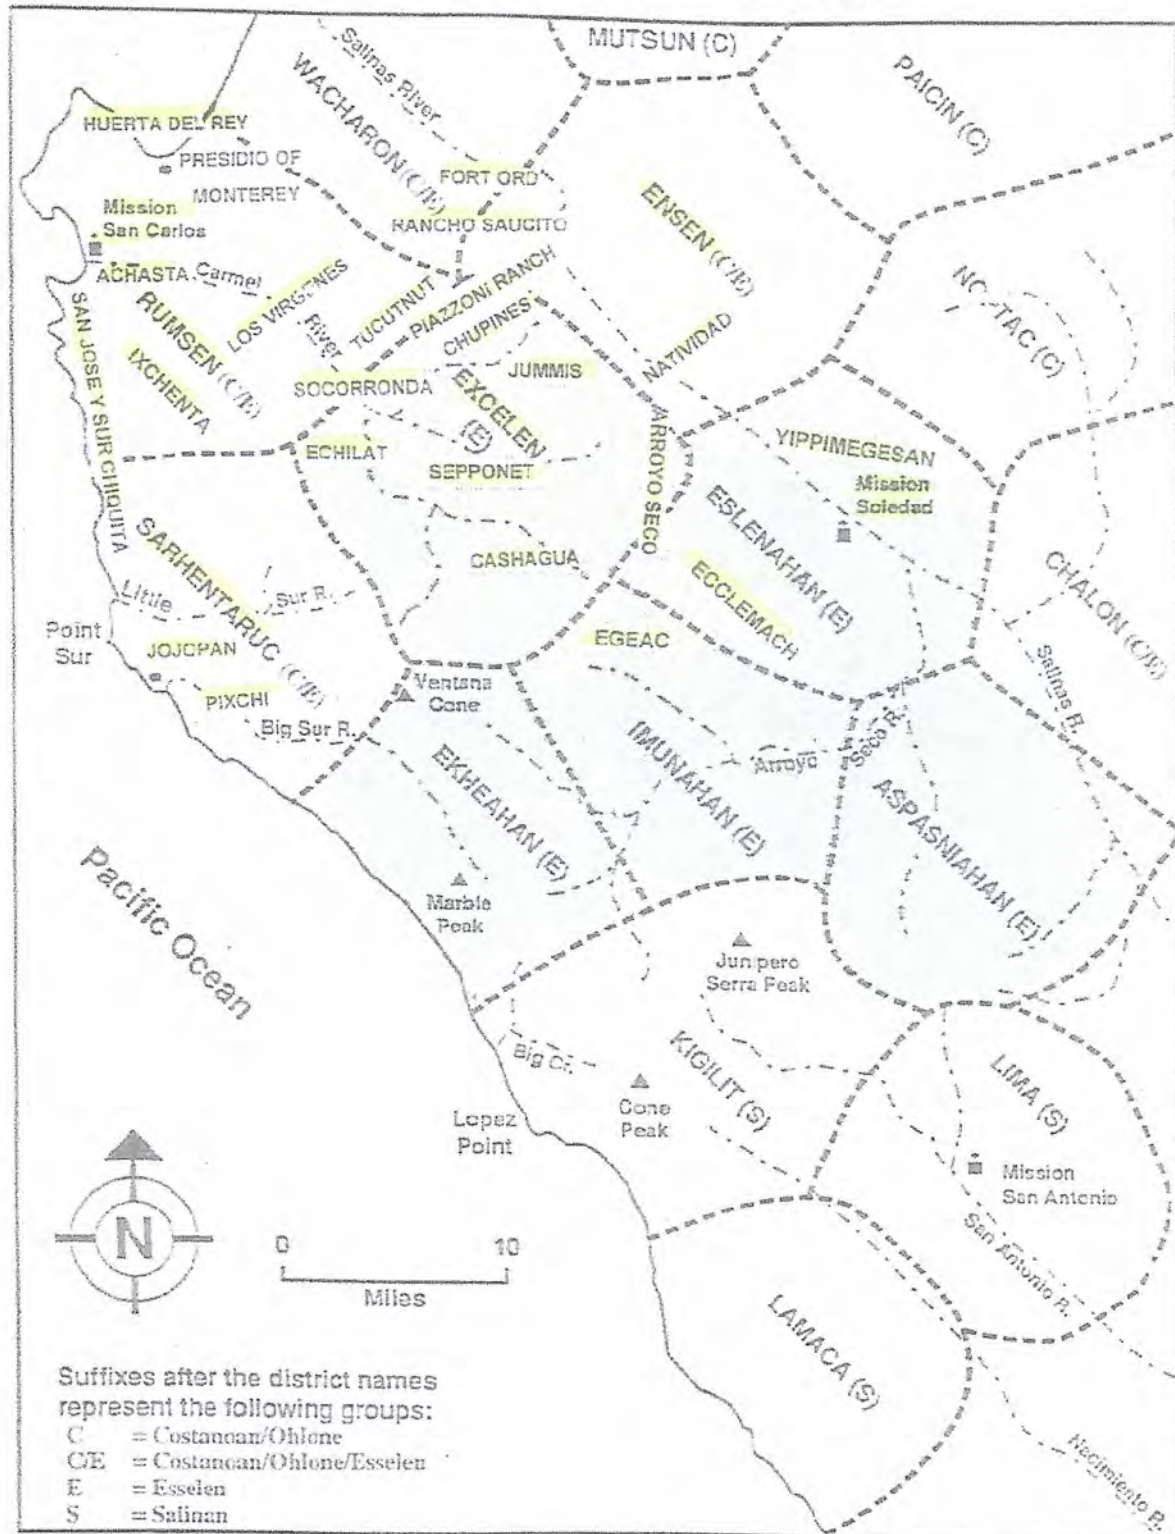 MUTSUN (C)
PAICIN (C)
Salinas River
WACHARON (C/E)
HUERTA DEL REY
PRESIDIO OF
MONTEREY
FORT ORD
RANCHO SAUCITO
ENSEN (C/E)
Mission
San Carlos
ACHASTA
Carmel
River
LOS VIRGENES
TUCUTNUT
PIAZZONI RANCH
CHUPINES
NATIVIDAD
SAN JOSE Y SUR CHIQUITA
RUMSEN (C/E)
IXCHENTA
SOCORRONDA
EXCELEN
(E)
JUMMIS
ECHILAT
SEPPONET
ARROYO SECO
YIPPIMEGESAN
Mission
Soledad
ESLENAHAN (E)
CASHAGUA
ECCLEMACH
CHALON (C/E)
SARHENTARUC (C/E)
Little
Sur R.
Point
Sur
JOJOPAN
PIXCHI
Big Sur R.
EGEAC
Ventana
Cone
Salinas R.
IMUNAHAN (E)
Arroyo
Seco R.
EKHEAHAN (E)
ASPASNIAHAN (E)
Pacific Ocean
Marble
Peak
Junipero
Serra Peak
Big Cr.
KIGILIT (S)
LIMA (S)
Lopez
Point
Cone
Peak
Mission
San Antonio
San Antonio R.
N
0 10
Miles
LAMACA (S)
Nacimiento R.
Suffixes after the district names
represent the following groups:
C = Costanoan/Ohlone
C/E = Costanoan/Ohlone/Esselen
E = Esselen
S = Salinan